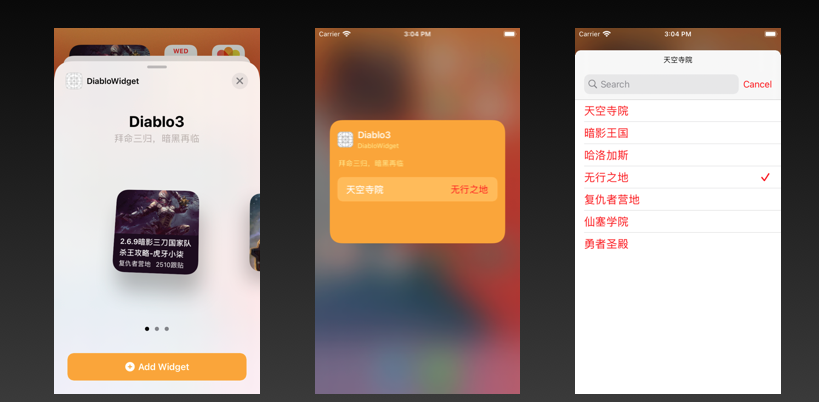 WED
DiabloWidget
Diablo3
拜命三归，暗黑再临
2.6.9暗影三刀国家队
杀王攻略-虎牙小柒
复仇者营地 2510跟贴
Add Widget
Carrier
3:04 PM
Diablo3
DiabloWidget
拜命三归，暗黑再临
天空寺院
无行之地
Carrier
3:04 PM
天空寺院
Search
Cancel
天空寺院
暗影王国
哈洛加斯
无行之地
复仇者营地
仙塞学院
勇者圣殿